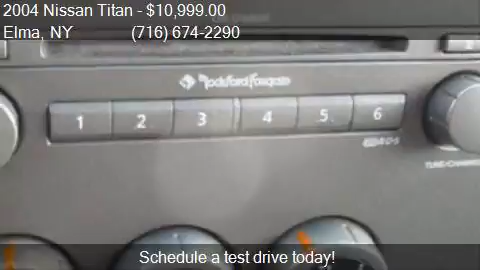 2004 Nissan Titan - $10,999.00
Elma, NY (716) 674-2290
Rockford Fosgate
1 2 3 4 5 6
Schedule a test drive today!